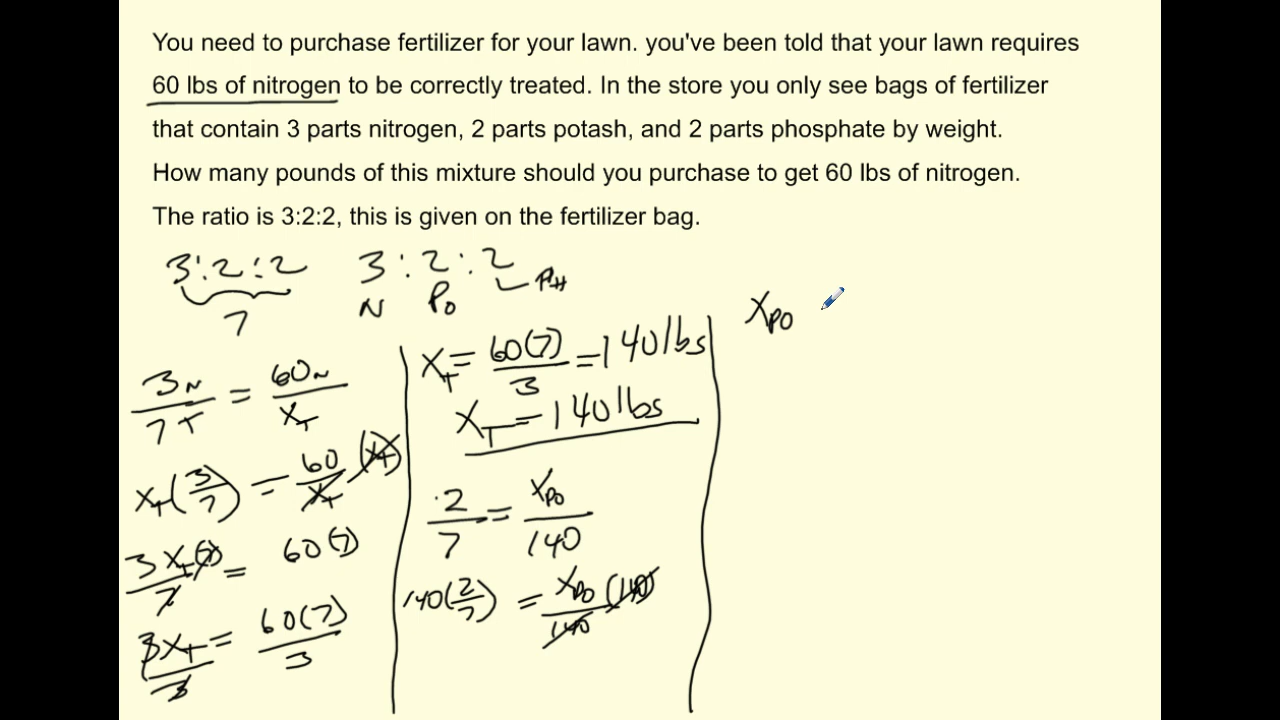 You need to purchase fertilizer for your lawn. you've been told that your lawn requires
60 lbs of nitrogen to be correctly treated. In the store you only see bags of fertilizer
that contain 3 parts nitrogen, 2 parts potash, and 2 parts phosphate by weight.
How many pounds of this mixture should you purchase to get 60 lbs of nitrogen.
The ratio is 3:2:2, this is given on the fertilizer bag.
3:2:2
7
3:2:2
N Po PH
3N/7T = 60N/XT
XT(3/7) = 60/XT (XT)
3XT(7)/7 = 60(7)
3XT/3 = 60(7)/3
XT = 60(7)/3 = 140lbs
XT = 140lbs
2/7 = XPO/140
140(2/7) = XPO/140 (140)
XPO